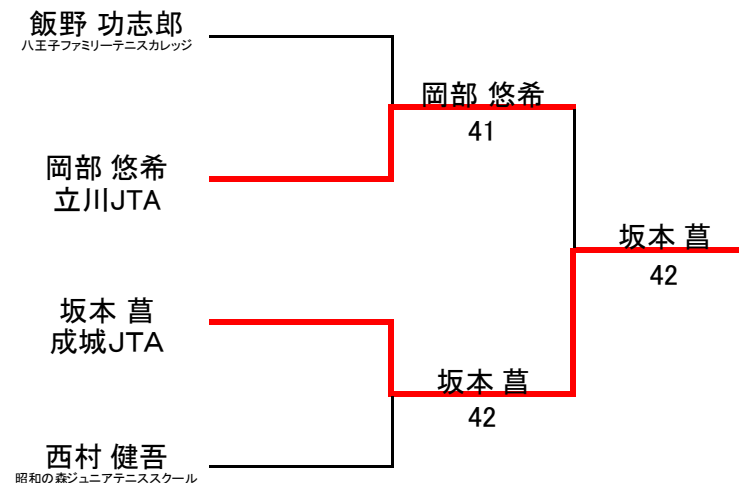 飯野 功志郎
八王子ファミリーテニスカレッジ
岡部 悠希
41
岡部 悠希
立川JTA
坂本 菖
42
坂本 菖
成城JTA
坂本 菖
42
西村 健吾
昭和の森ジュニアテニススクール